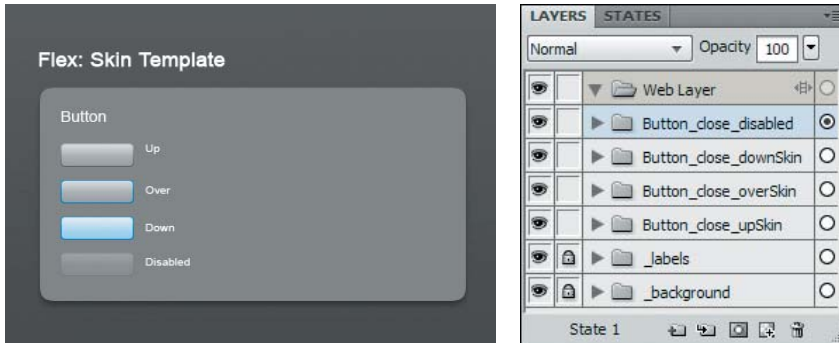 Flex: Skin Template
Button
Up
Over
Down
Disabled
LAYERS STATES
Normal Opacity 100
Web Layer
Button_close_disabled
Button_close_downSkin
Button_close_overSkin
Button_close_upSkin
_labels
_background
State 1